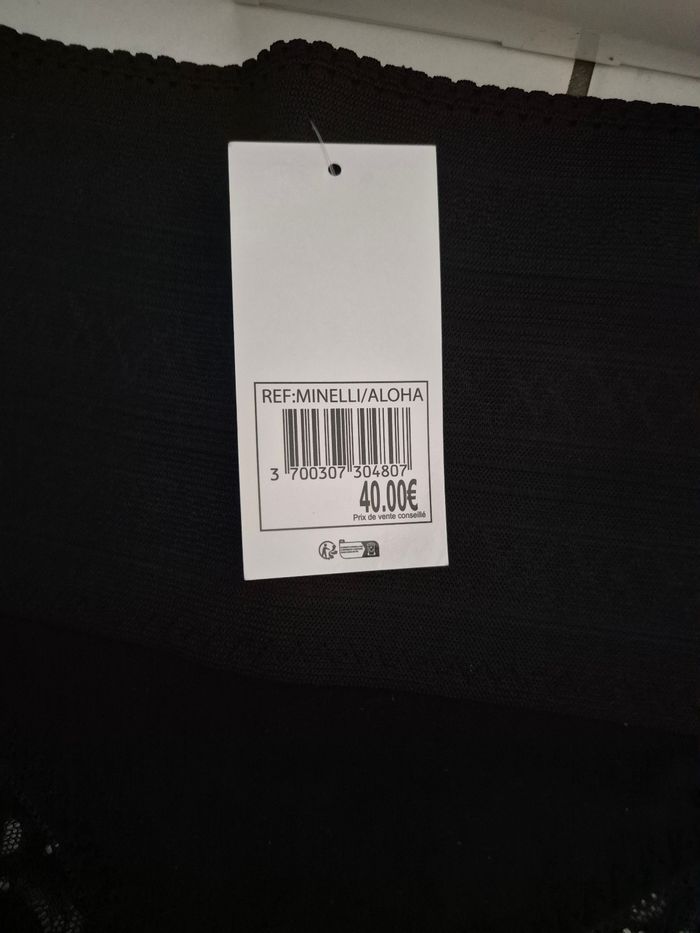 REF:MINELLI/ALOHA
3 700307 304807
40.00€
Prix de vente conseillé